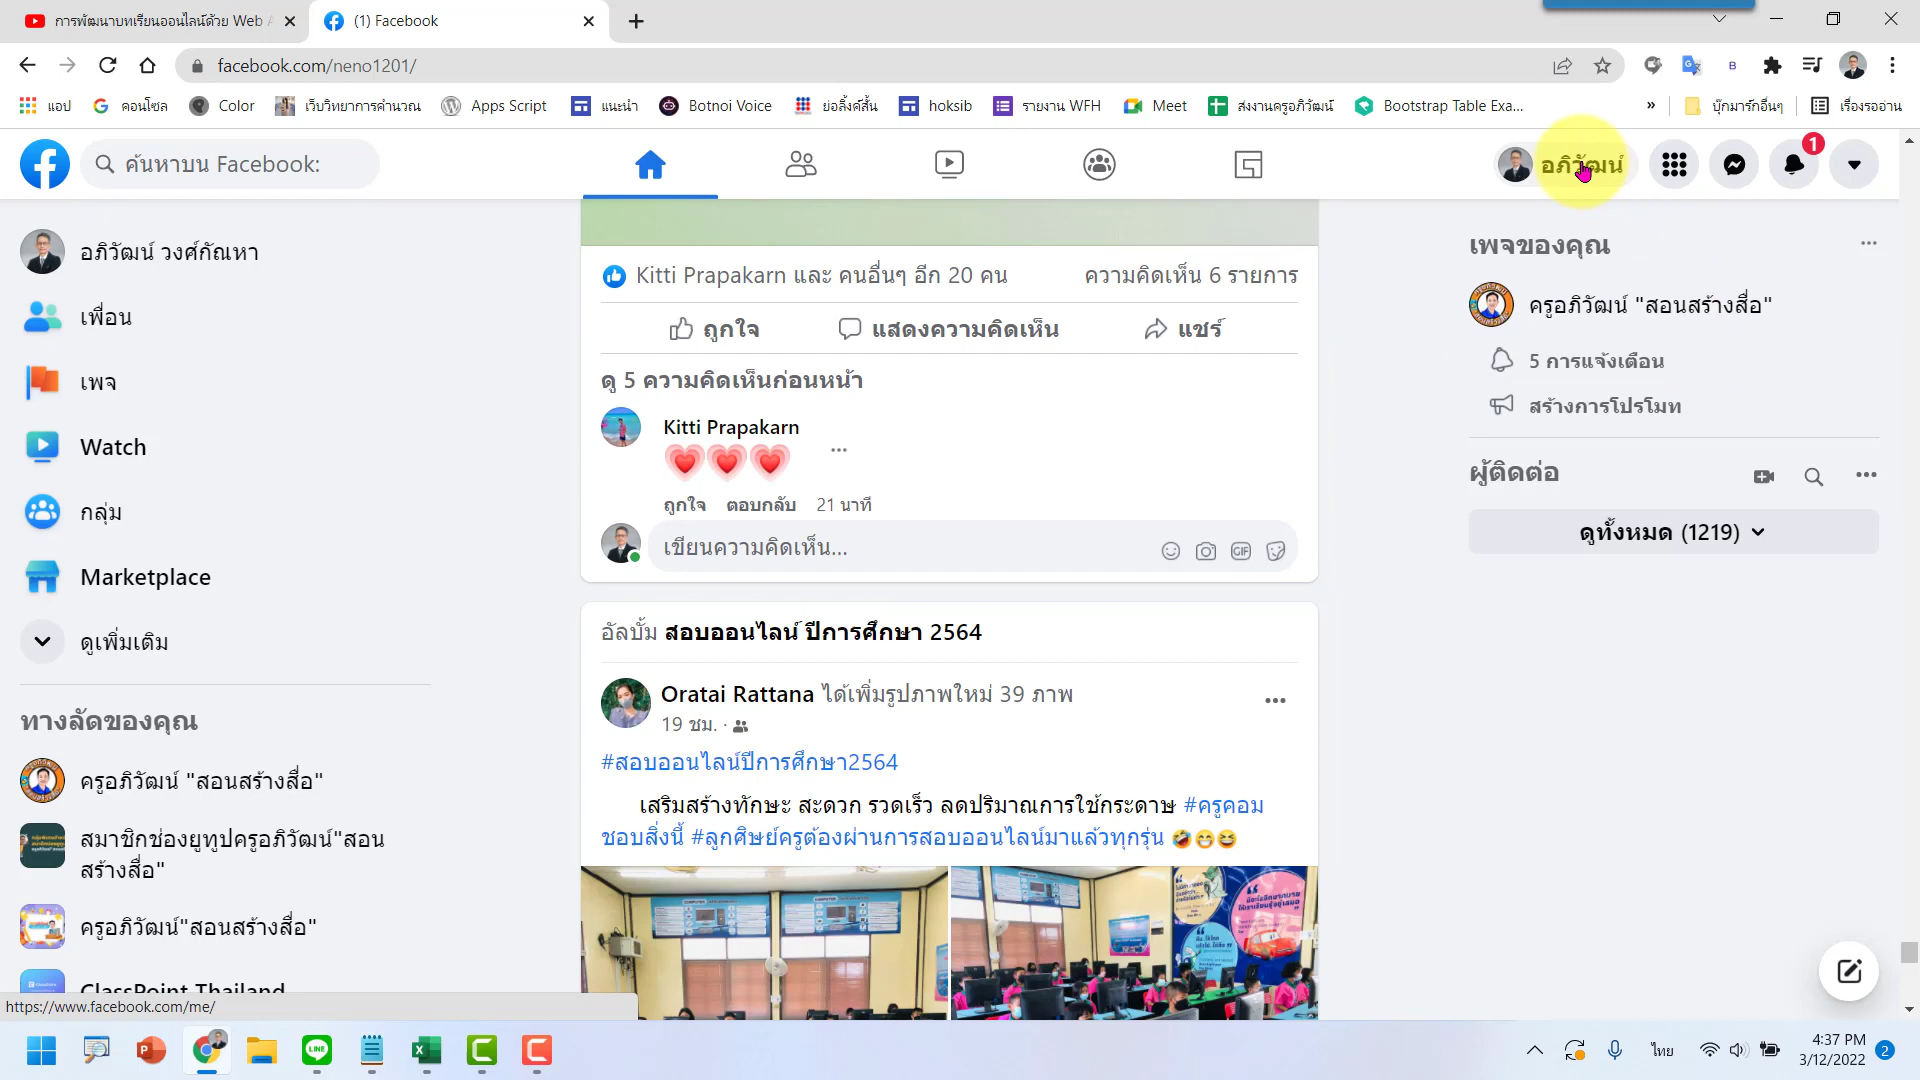 การพัฒนาบทเรียนออนไลน์ด้วย Web A
(1) Facebook
facebook.com/neno1201/
แอป
คอนโซล
Color
เว็บวิทยาการคำนวณ
Apps Script
แนะนำ
Botnoi Voice
ย่อลิ้งค์สั้น
hoksib
รายงาน WFH
Meet
ส่งงานครูอภิวัฒน์
Bootstrap Table Exa...
»
บุ๊กมาร์กอื่นๆ
เรื่องรออ่าน
ค้นหาบน Facebook:
อภิวัฒน์
1
อภิวัฒน์ วงศ์กัณหา
เพื่อน
เพจ
Watch
กลุ่ม
Marketplace
ดูเพิ่มเติม
ทางลัดของคุณ
ครูอภิวัฒน์ "สอนสร้างสื่อ"
สมาชิกช่องยูทูปครูอภิวัฒน์"สอน
สร้างสื่อ"
ครูอภิวัฒน์"สอนสร้างสื่อ"
ClassPoint Thailand
https://www.facebook.com/me/
Kitti Prapakarn และ คนอื่นๆ อีก 20 คน
ความคิดเห็น 6 รายการ
ถูกใจ
แสดงความคิดเห็น
แชร์
ดู 5 ความคิดเห็นก่อนหน้า
Kitti Prapakarn
ถูกใจ ตอบกลับ 21 นาที
เขียนความคิดเห็น...
GIF
อัลบั้ม สอบออนไลน์ ปีการศึกษา 2564
Oratai Rattana ได้เพิ่มรูปภาพใหม่ 39 ภาพ
19 ชม. ·
#สอบออนไลน์ปีการศึกษา2564
เสริมสร้างทักษะ สะดวก รวดเร็ว ลดปริมาณการใช้กระดาษ #ครูคอม
ชอบสิ่งนี้ #ลูกศิษย์ครูต้องผ่านการสอบออนไลน์มาแล้วทุกรุ่น 🤣😁😆
เพจของคุณ
ครูอภิวัฒน์ "สอนสร้างสื่อ"
5 การแจ้งเตือน
สร้างการโปรโมท
ผู้ติดต่อ
ดูทั้งหมด (1219)
ไทย
4:37 PM
3/12/2022
2